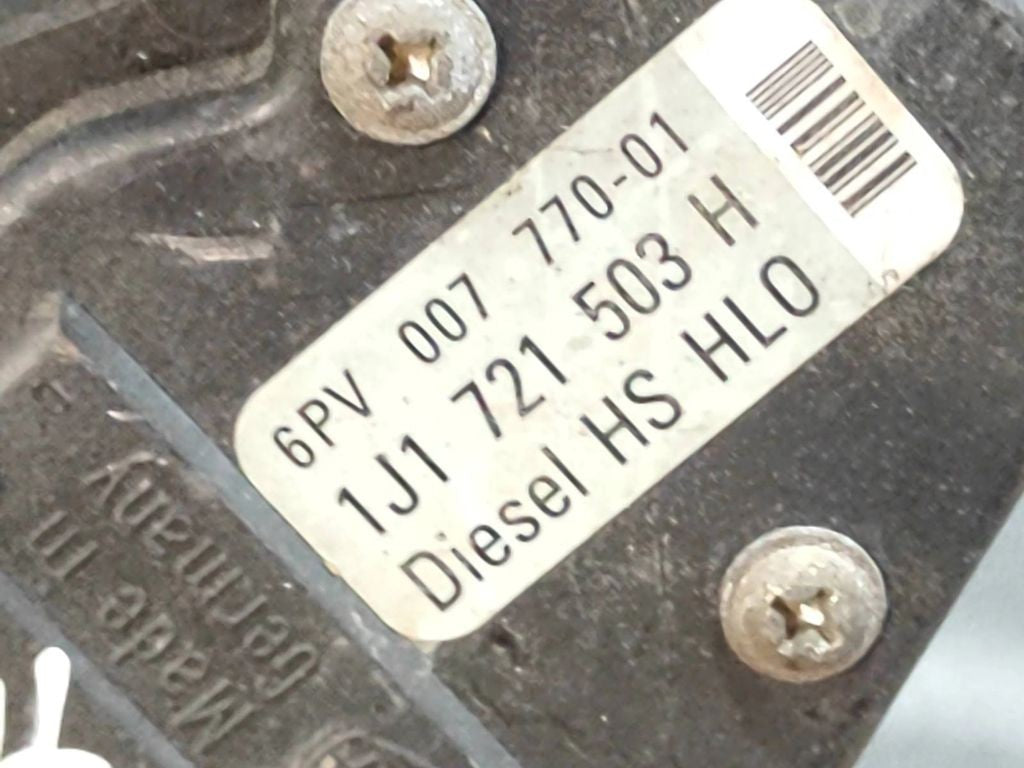 6PV 007 770-01
1J1 721 503 H
Diesel HS HLO
Made in
Germany